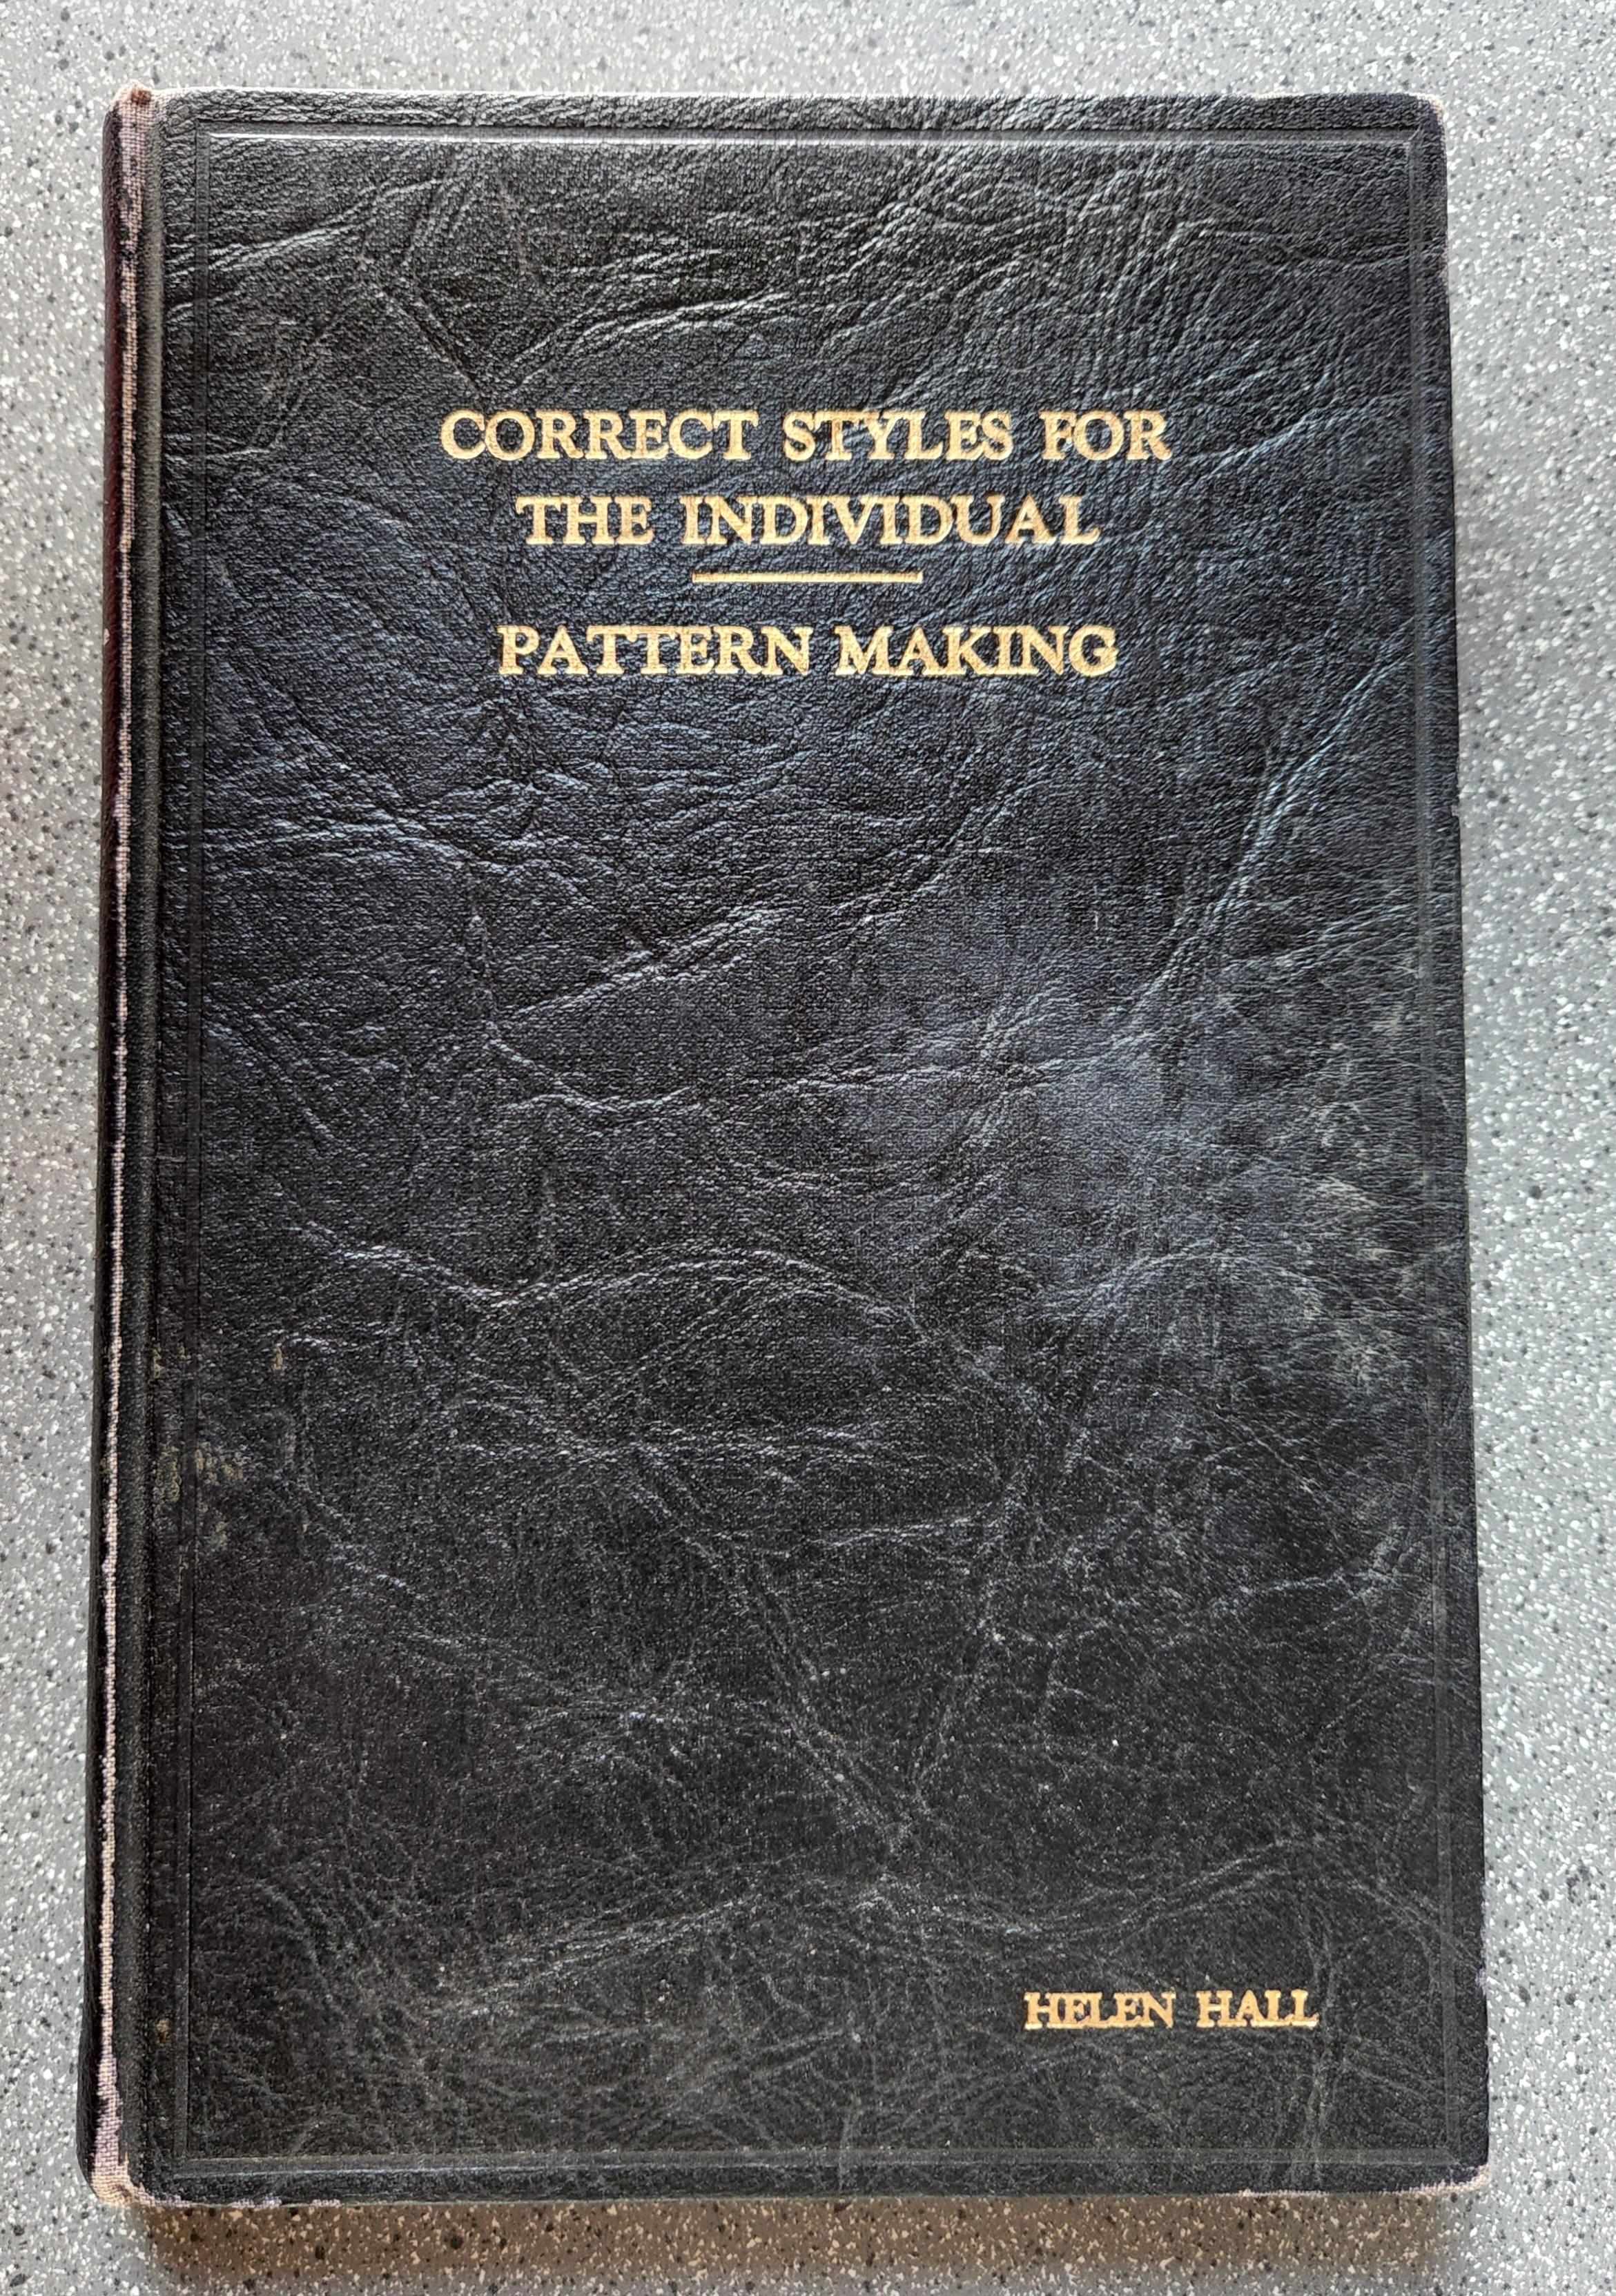 CORRECT STYLES FOR
THE INDIVIDUAL
PATTERN MAKING
HELEN HALL